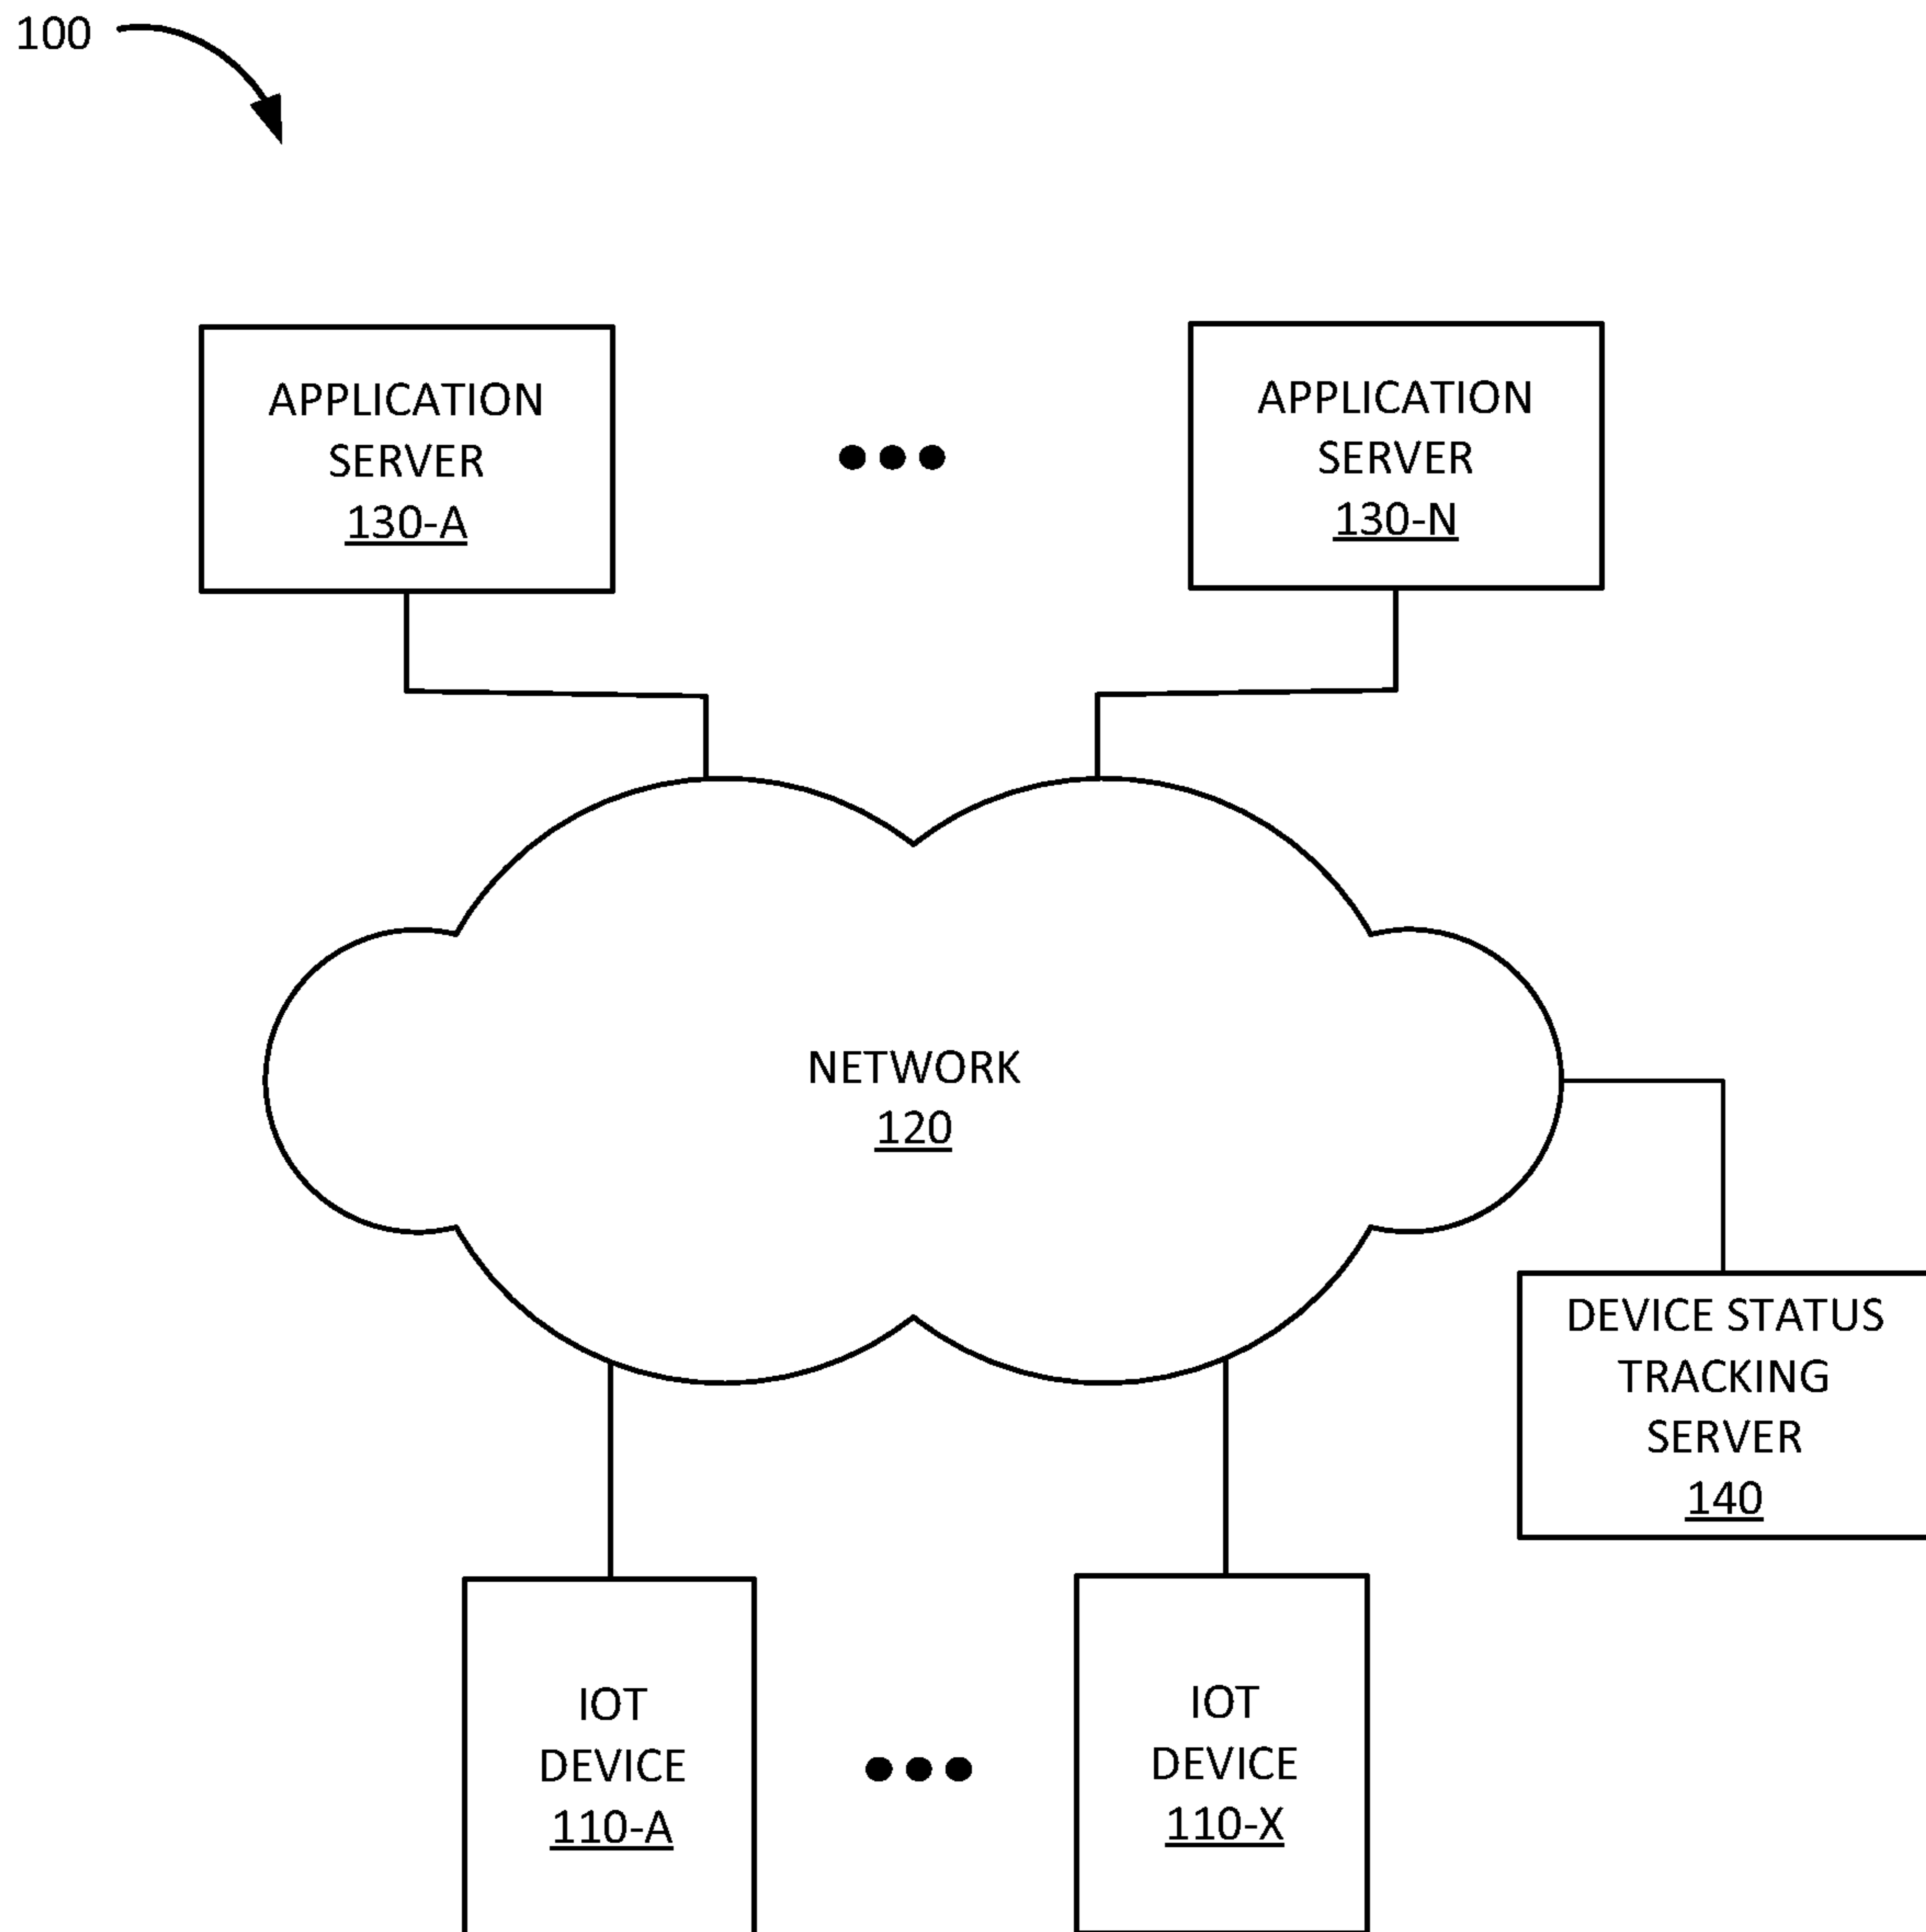 100
APPLICATION
SERVER
130-A
APPLICATION
SERVER
130-N
NETWORK
120
DEVICE STATUS
TRACKING
SERVER
140
IOT
DEVICE
110-A
IOT
DEVICE
110-X